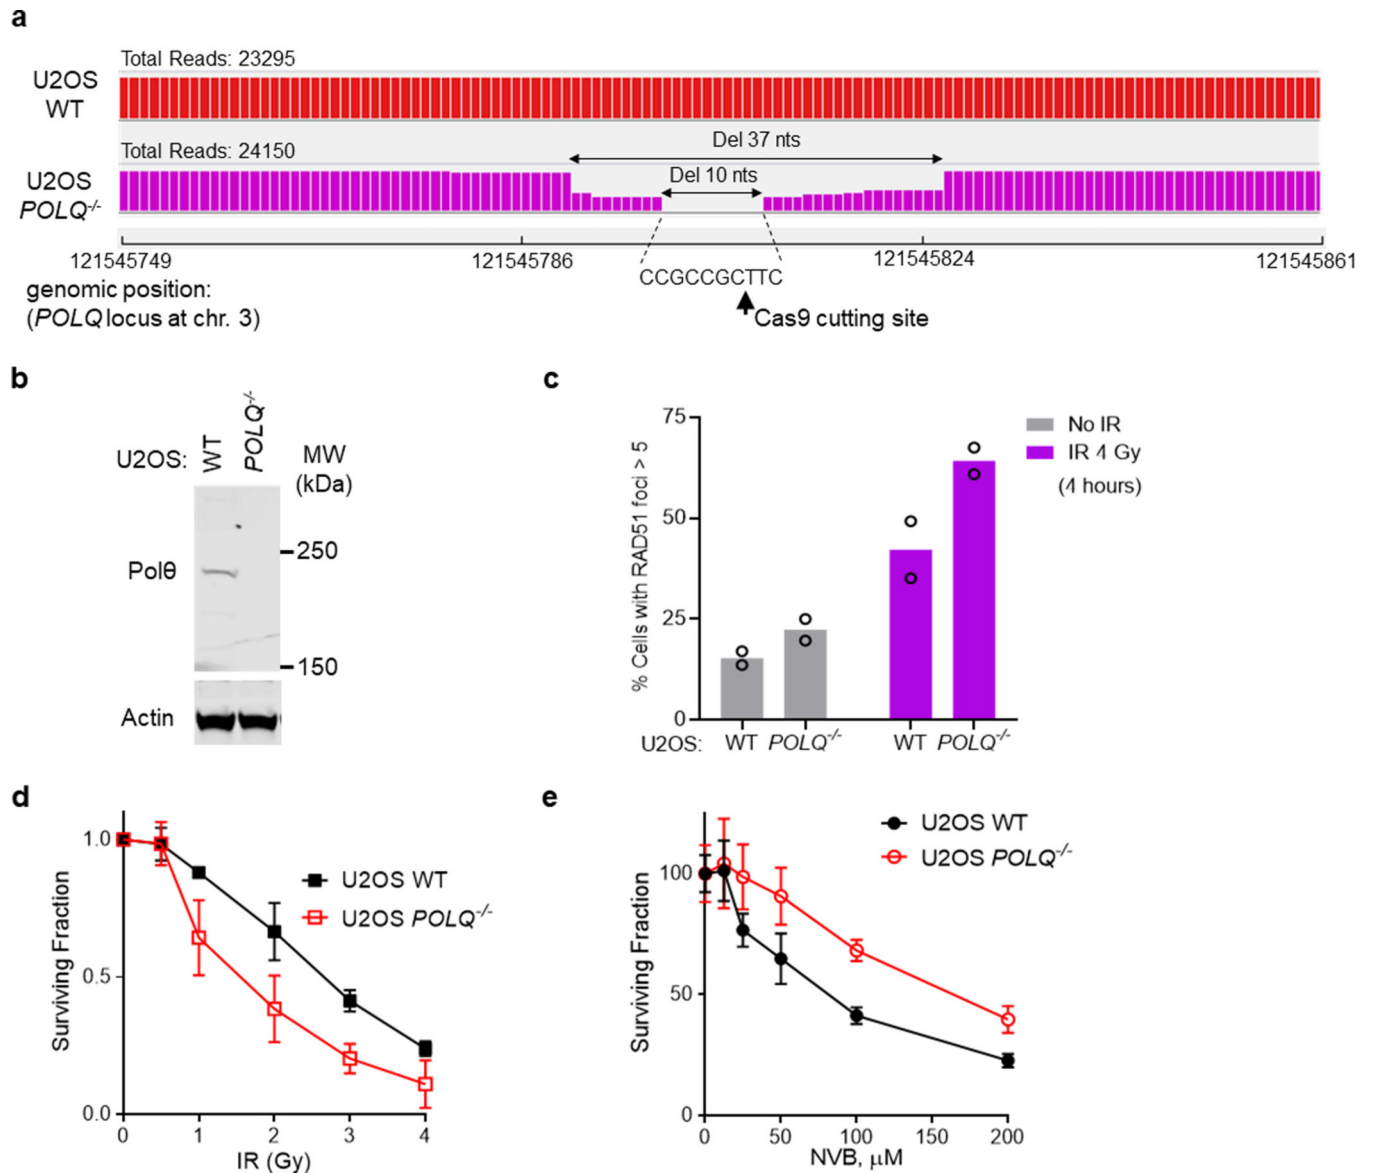 a
Total Reads: 23295
U2OS
WT
Del 37 nts
Total Reads: 24150
Del 10 nts
U2OS
POLQ-/-
121545749
121545786
121545824
121545861
CCGCCGCTTC
genomic position:
(POLQ locus at chr. 3)
Cas9 cutting site
b
U2OS:
WT
POLQ-/-
MW
(kDa)
250
Polθ
150
Actin
c
% Cells with RAD51 foci > 5
75
50
25
0
No IR
IR 4 Gy
(4 hours)
U2OS:
WT
POLQ-/-
WT
POLQ-/-
d
Surviving Fraction
1.0
0.5
0.0
U2OS WT
U2OS POLQ-/-
0
1
2
3
4
IR (Gy)
e
Surviving Fraction
100
50
0
U2OS WT
U2OS POLQ-/-
0
50
100
150
200
NVB, μM